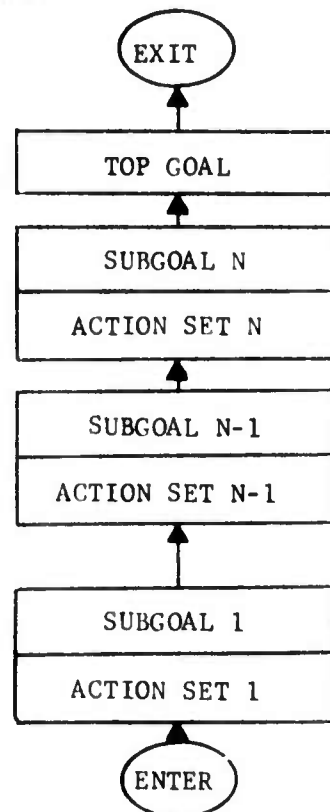 EXIT
TOP GOAL
SUBGOAL N
ACTION SET N
SUBGOAL N-1
ACTION SET N-1
SUBGOAL 1
ACTION SET 1
ENTER